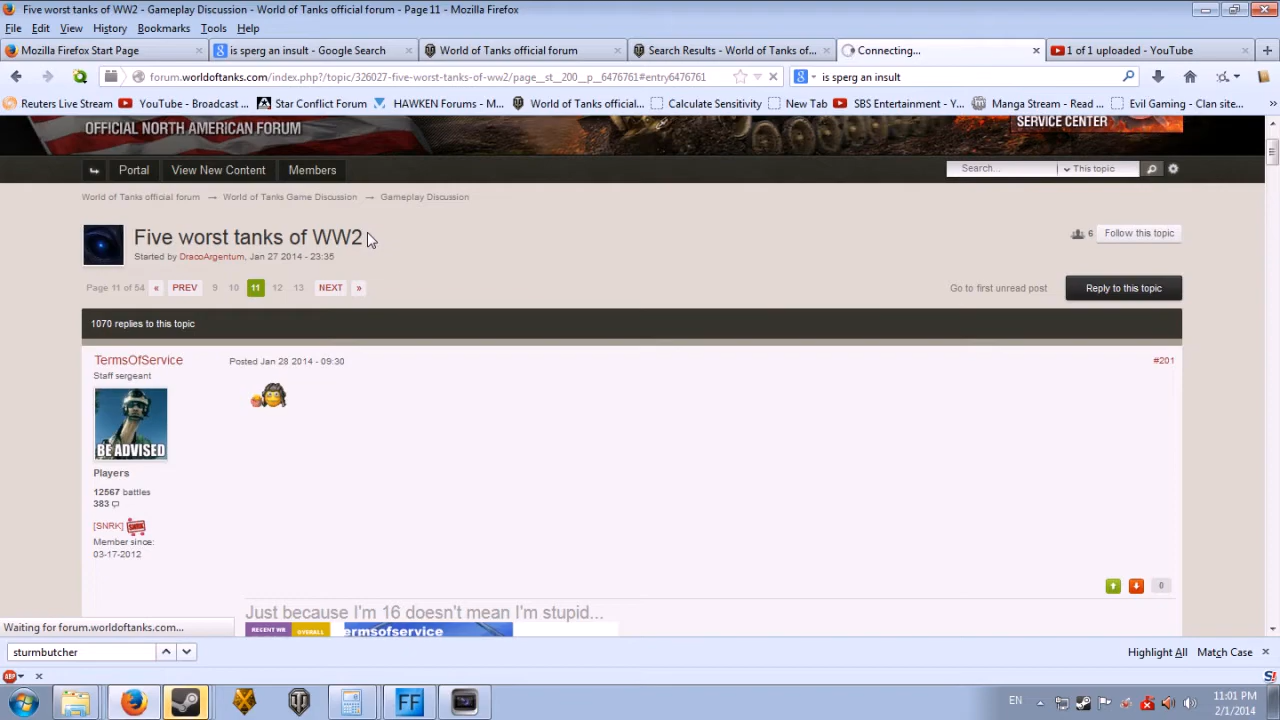 Five worst tanks of WW2 - Gameplay Discussion - World of Tanks official forum - Page 11 - Mozilla Firefox
File Edit View History Bookmarks Tools Help
Mozilla Firefox Start Page
is sperg an insult - Google Search
World of Tanks official forum
Search Results - World of Tanks of...
Connecting...
1 of 1 uploaded - YouTube
forum.worldoftanks.com/index.php?/topic/326027-five-worst-tanks-of-ww2/page__st__200__p__6476761#entry6476761
is sperg an insult
Reuters Live Stream YouTube - Broadcast ... Star Conflict Forum HAWKEN Forums - M... World of Tanks official... Calculate Sensitivity New Tab SBS Entertainment - Y... Manga Stream - Read ... Evil Gaming - Clan site...
OFFICIAL NORTH AMERICAN FORUM
SERVICE CENTER
Portal View New Content Members
Search... This topic
World of Tanks official forum → World of Tanks Game Discussion → Gameplay Discussion
Five worst tanks of WW2
Started by DracoArgentum, Jan 27 2014 - 23:35
6 Follow this topic
Page 11 of 54 « PREV 9 10 11 12 13 NEXT »
Go to first unread post
Reply to this topic
1070 replies to this topic
TermsOfService
Posted Jan 28 2014 - 09:30
#201
Staff sergeant
BE ADVISED
Players
12567 battles
383
[SNRK] SNRK
Member since:
03-17-2012
0
Just because I'm 16 doesn't mean I'm stupid...
RECENT WR OVERALL
ermsofservice
Waiting for forum.worldoftanks.com...
sturmbutcher
Highlight All Match Case
ABP
S!
FF
EN
11:01 PM
2/1/2014